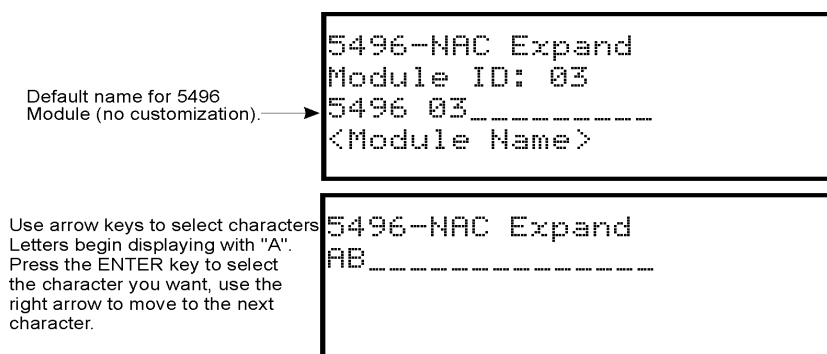 5496-NAC Expand
Module ID: 03
Default name for 5496
Module (no customization).
5496 03_________
<Module Name>
Use arrow keys to select characters
Letters begin displaying with "A".
Press the ENTER key to select
the character you want, use the
right arrow to move to the next
character.
5496-NAC Expand
AB______________